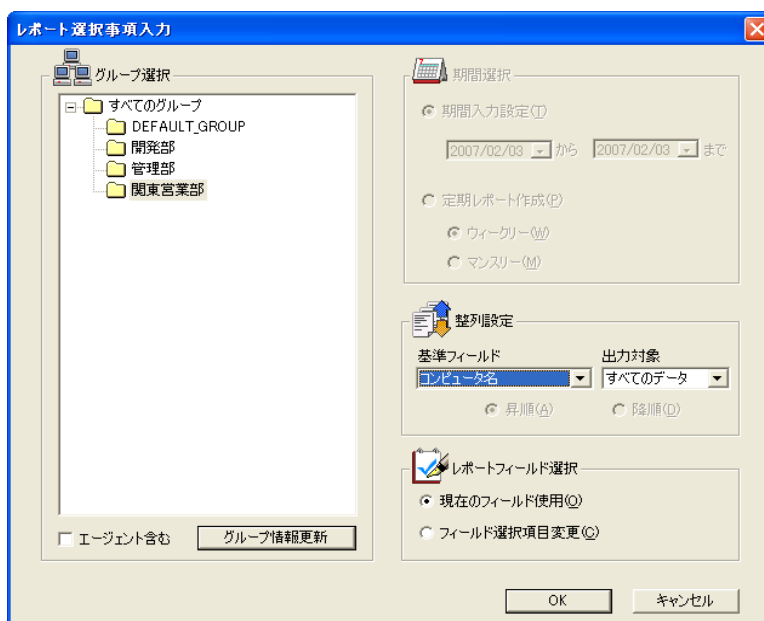 レポート選択事項入力
グループ選択
すべてのグループ
DEFAULT_GROUP
開発部
管理部
関東営業部
エージェント含む
グループ情報更新
期間選択
期間入力設定(T)
2007/02/03 から 2007/02/03 まで
定期レポート作成(P)
ウィークリー(W)
マンスリー(M)
整列設定
基準フィールド 出力対象
コンピュータ名 すべてのデータ
昇順(A) 降順(D)
レポートフィールド選択
現在のフィールド使用(O)
フィールド選択項目変更(C)
OK キャンセル